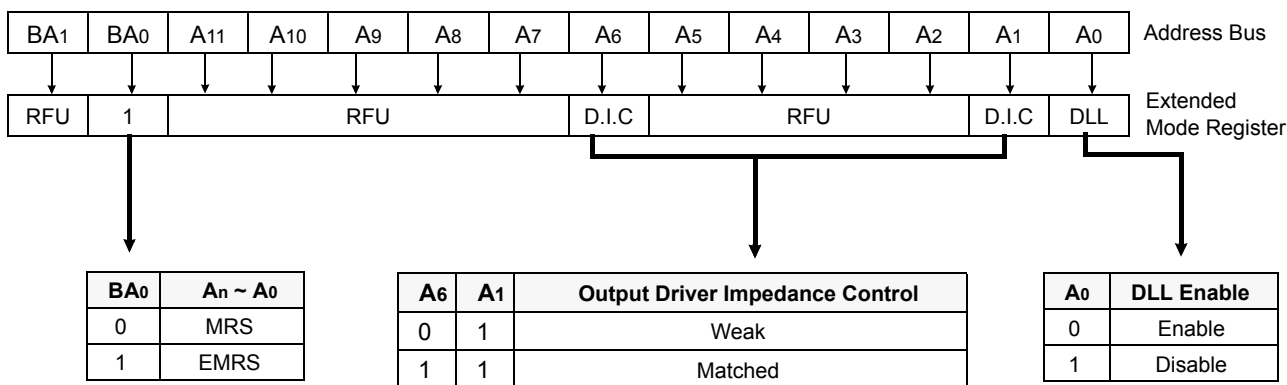 BA1 BA0 A11 A10 A9 A8 A7 A6 A5 A4 A3 A2 A1 A0 Address Bus
RFU 1 RFU D.I.C RFU D.I.C DLL Extended
Mode Register
BA0 An ~ A0
0 MRS
1 EMRS
A6 A1 Output Driver Impedance Control
0 1 Weak
1 1 Matched
A0 DLL Enable
0 Enable
1 Disable